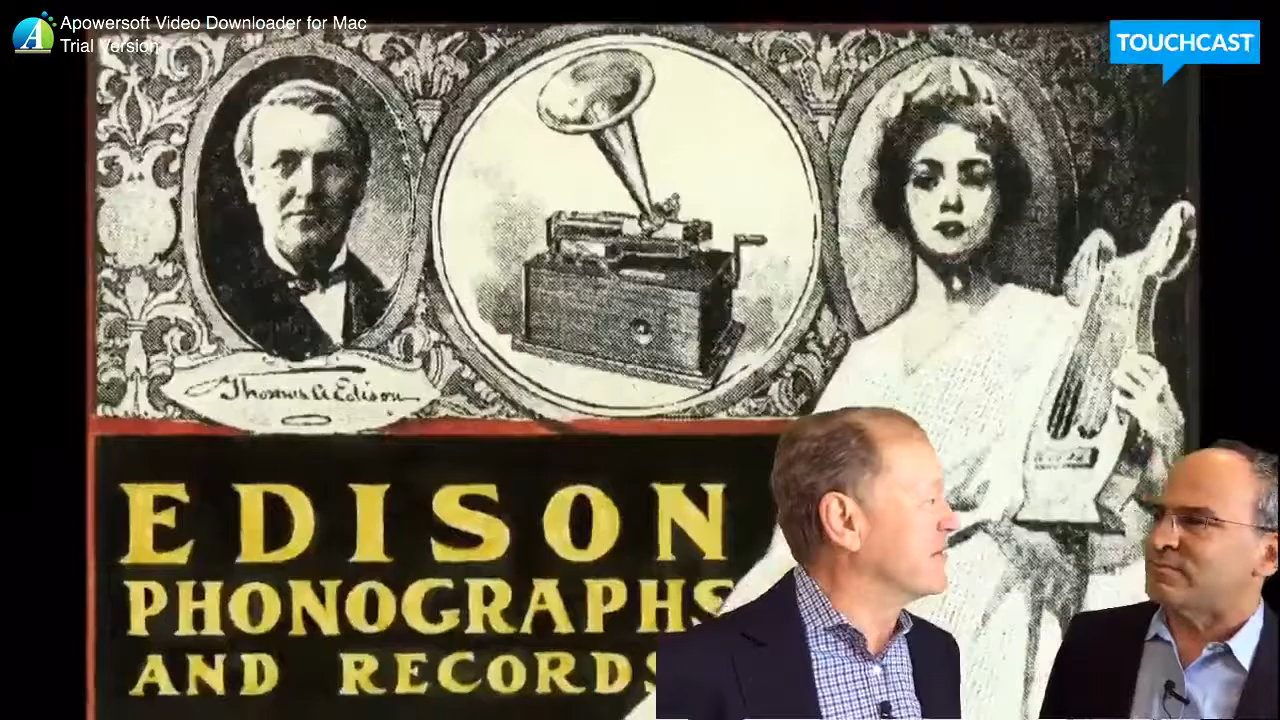 Apowersoft Video Downloader for Mac
Trial Version
TOUCHCAST
Thomas A Edison
EDISON
PHONOGRAPHS
AND RECORDS